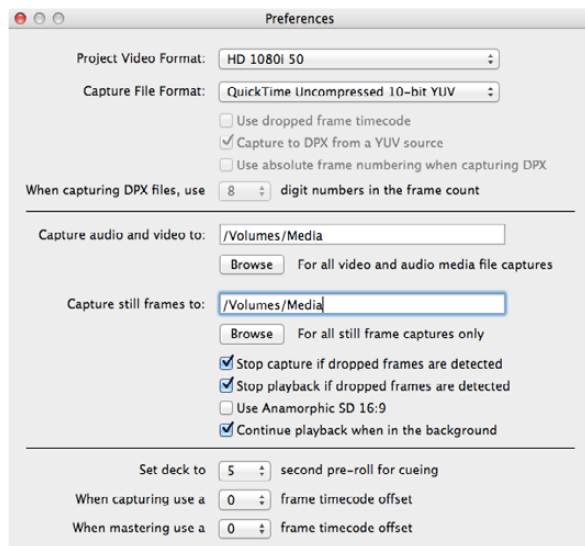 Preferences
Project Video Format: HD 1080i 50
Capture File Format: QuickTime Uncompressed 10-bit YUV
Use dropped frame timecode
Capture to DPX from a YUV source
Use absolute frame numbering when capturing DPX
When capturing DPX files, use 8 digit numbers in the frame count
Capture audio and video to: /Volumes/Media
Browse For all video and audio media file captures
Capture still frames to: /Volumes/Media
Browse For all still frame captures only
Stop capture if dropped frames are detected
Stop playback if dropped frames are detected
Use Anamorphic SD 16:9
Continue playback when in the background
Set deck to 5 second pre-roll for cueing
When capturing use a 0 frame timecode offset
When mastering use a 0 frame timecode offset